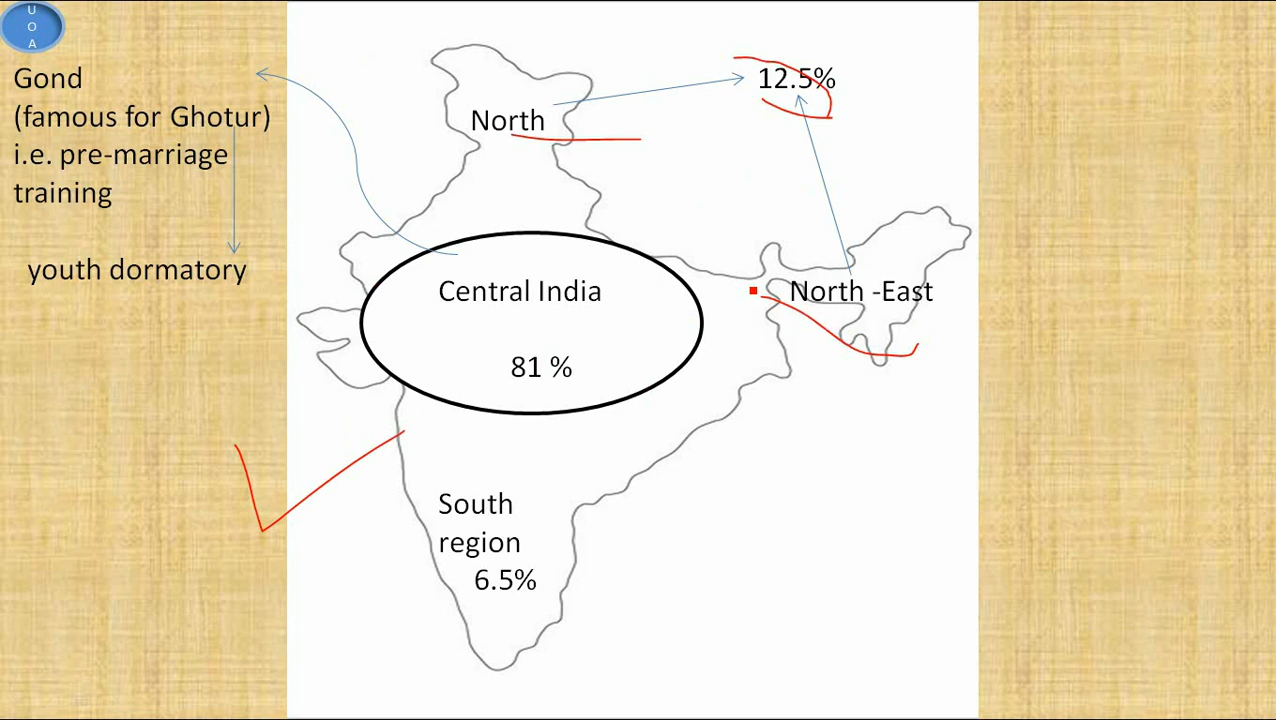 U
O
A
Gond
(famous for Ghotur)
i.e. pre-marriage
training
youth dormatory
North
12.5%
Central India
81 %
North -East
South
region
6.5%